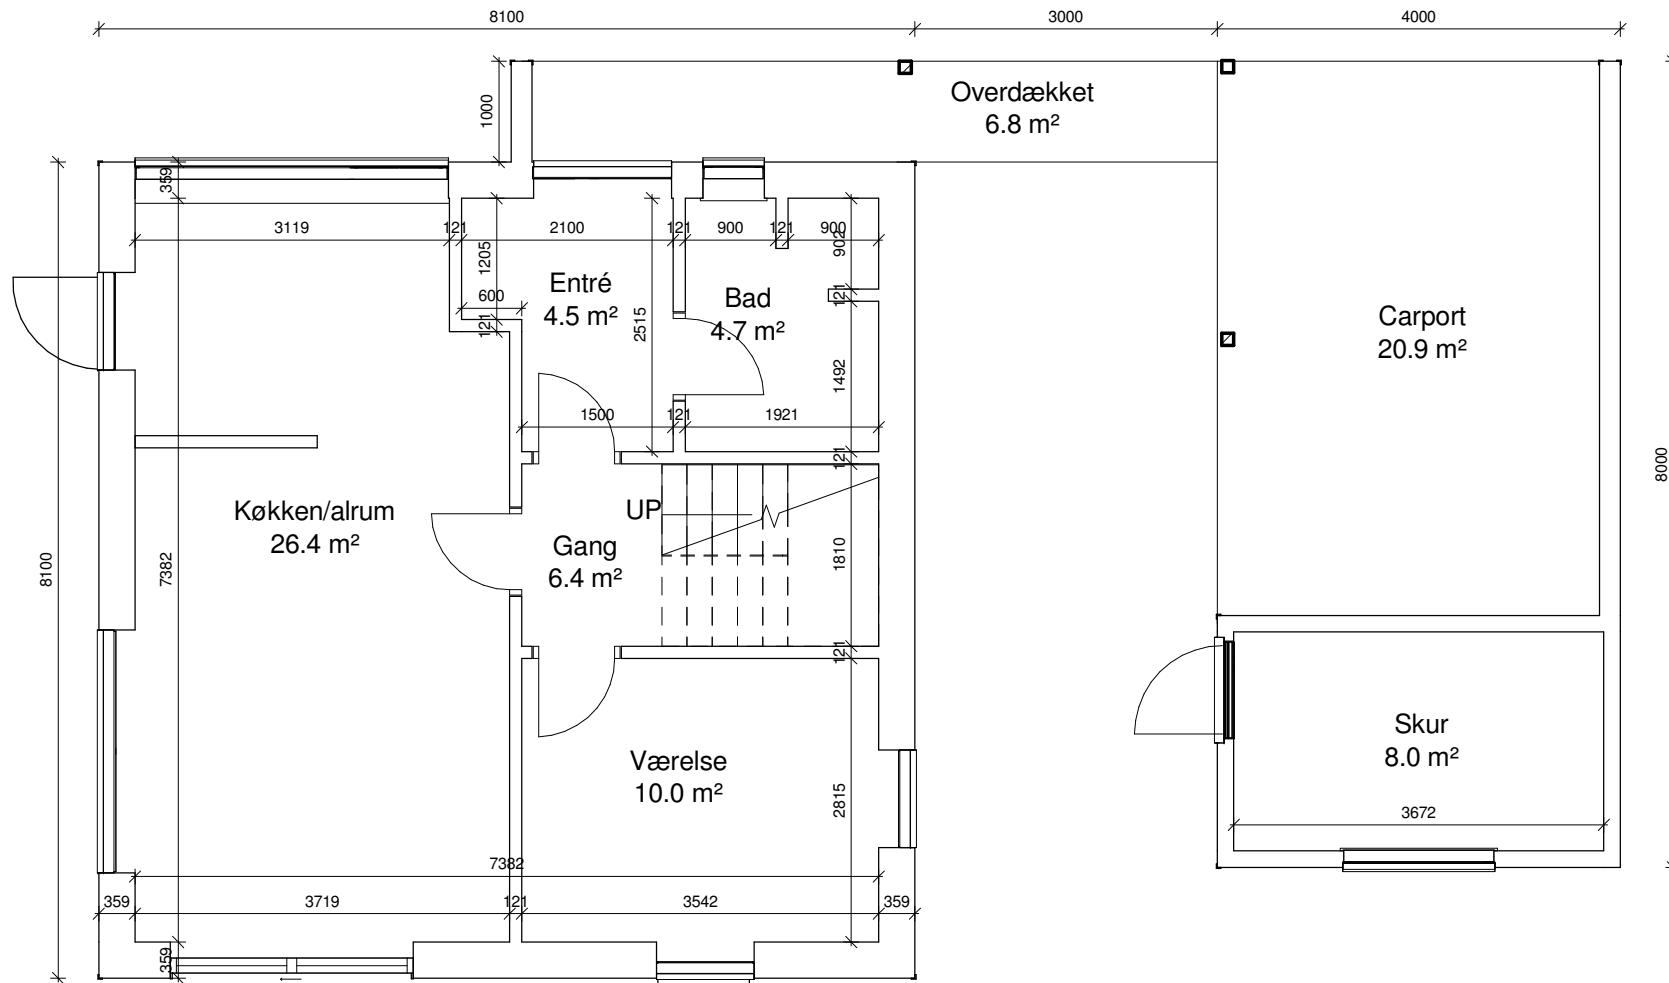 8100
3000
4000
Overdækket
6.8 m²
1000
359
3119
121
2100
121
900
121
900
902
1205
600
121
Entré
4.5 m²
2515
Bad
4.7 m²
121
1492
Carport
20.9 m²
1500
121
1921
121
8000
Køkken/alrum
26.4 m²
UP
Gang
6.4 m²
8100
7382
1810
121
Værelse
10.0 m²
2815
Skur
8.0 m²
3672
7382
359
3719
121
3542
359
359